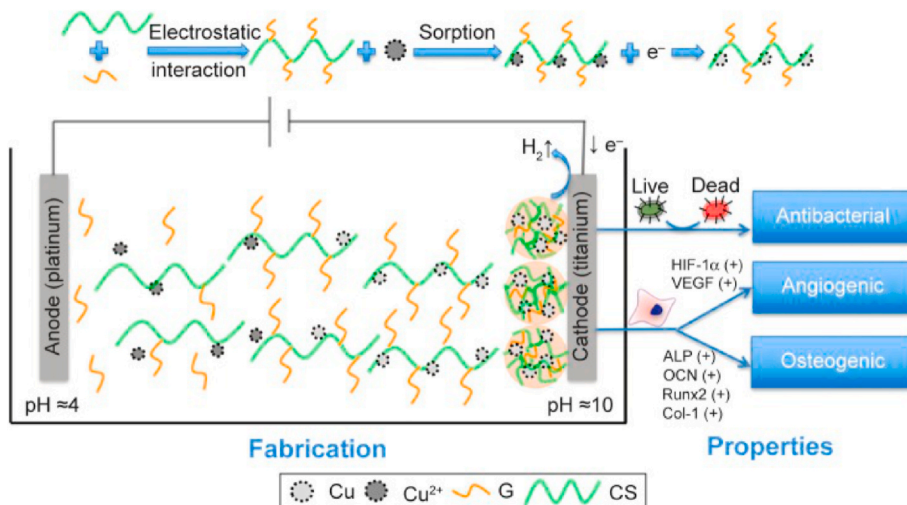 Electrostatic
interaction
Sorption
e⁻
H₂↑
↓ e⁻
Anode (platinum)
Cathode (titanium)
Live
Dead
Antibacterial
HIF-1α (+)
VEGF (+)
Angiogenic
ALP (+)
OCN (+)
Runx2 (+)
Col-1 (+)
Osteogenic
pH ≈4
pH ≈10
Fabrication
Properties
Cu
Cu²⁺
G
CS